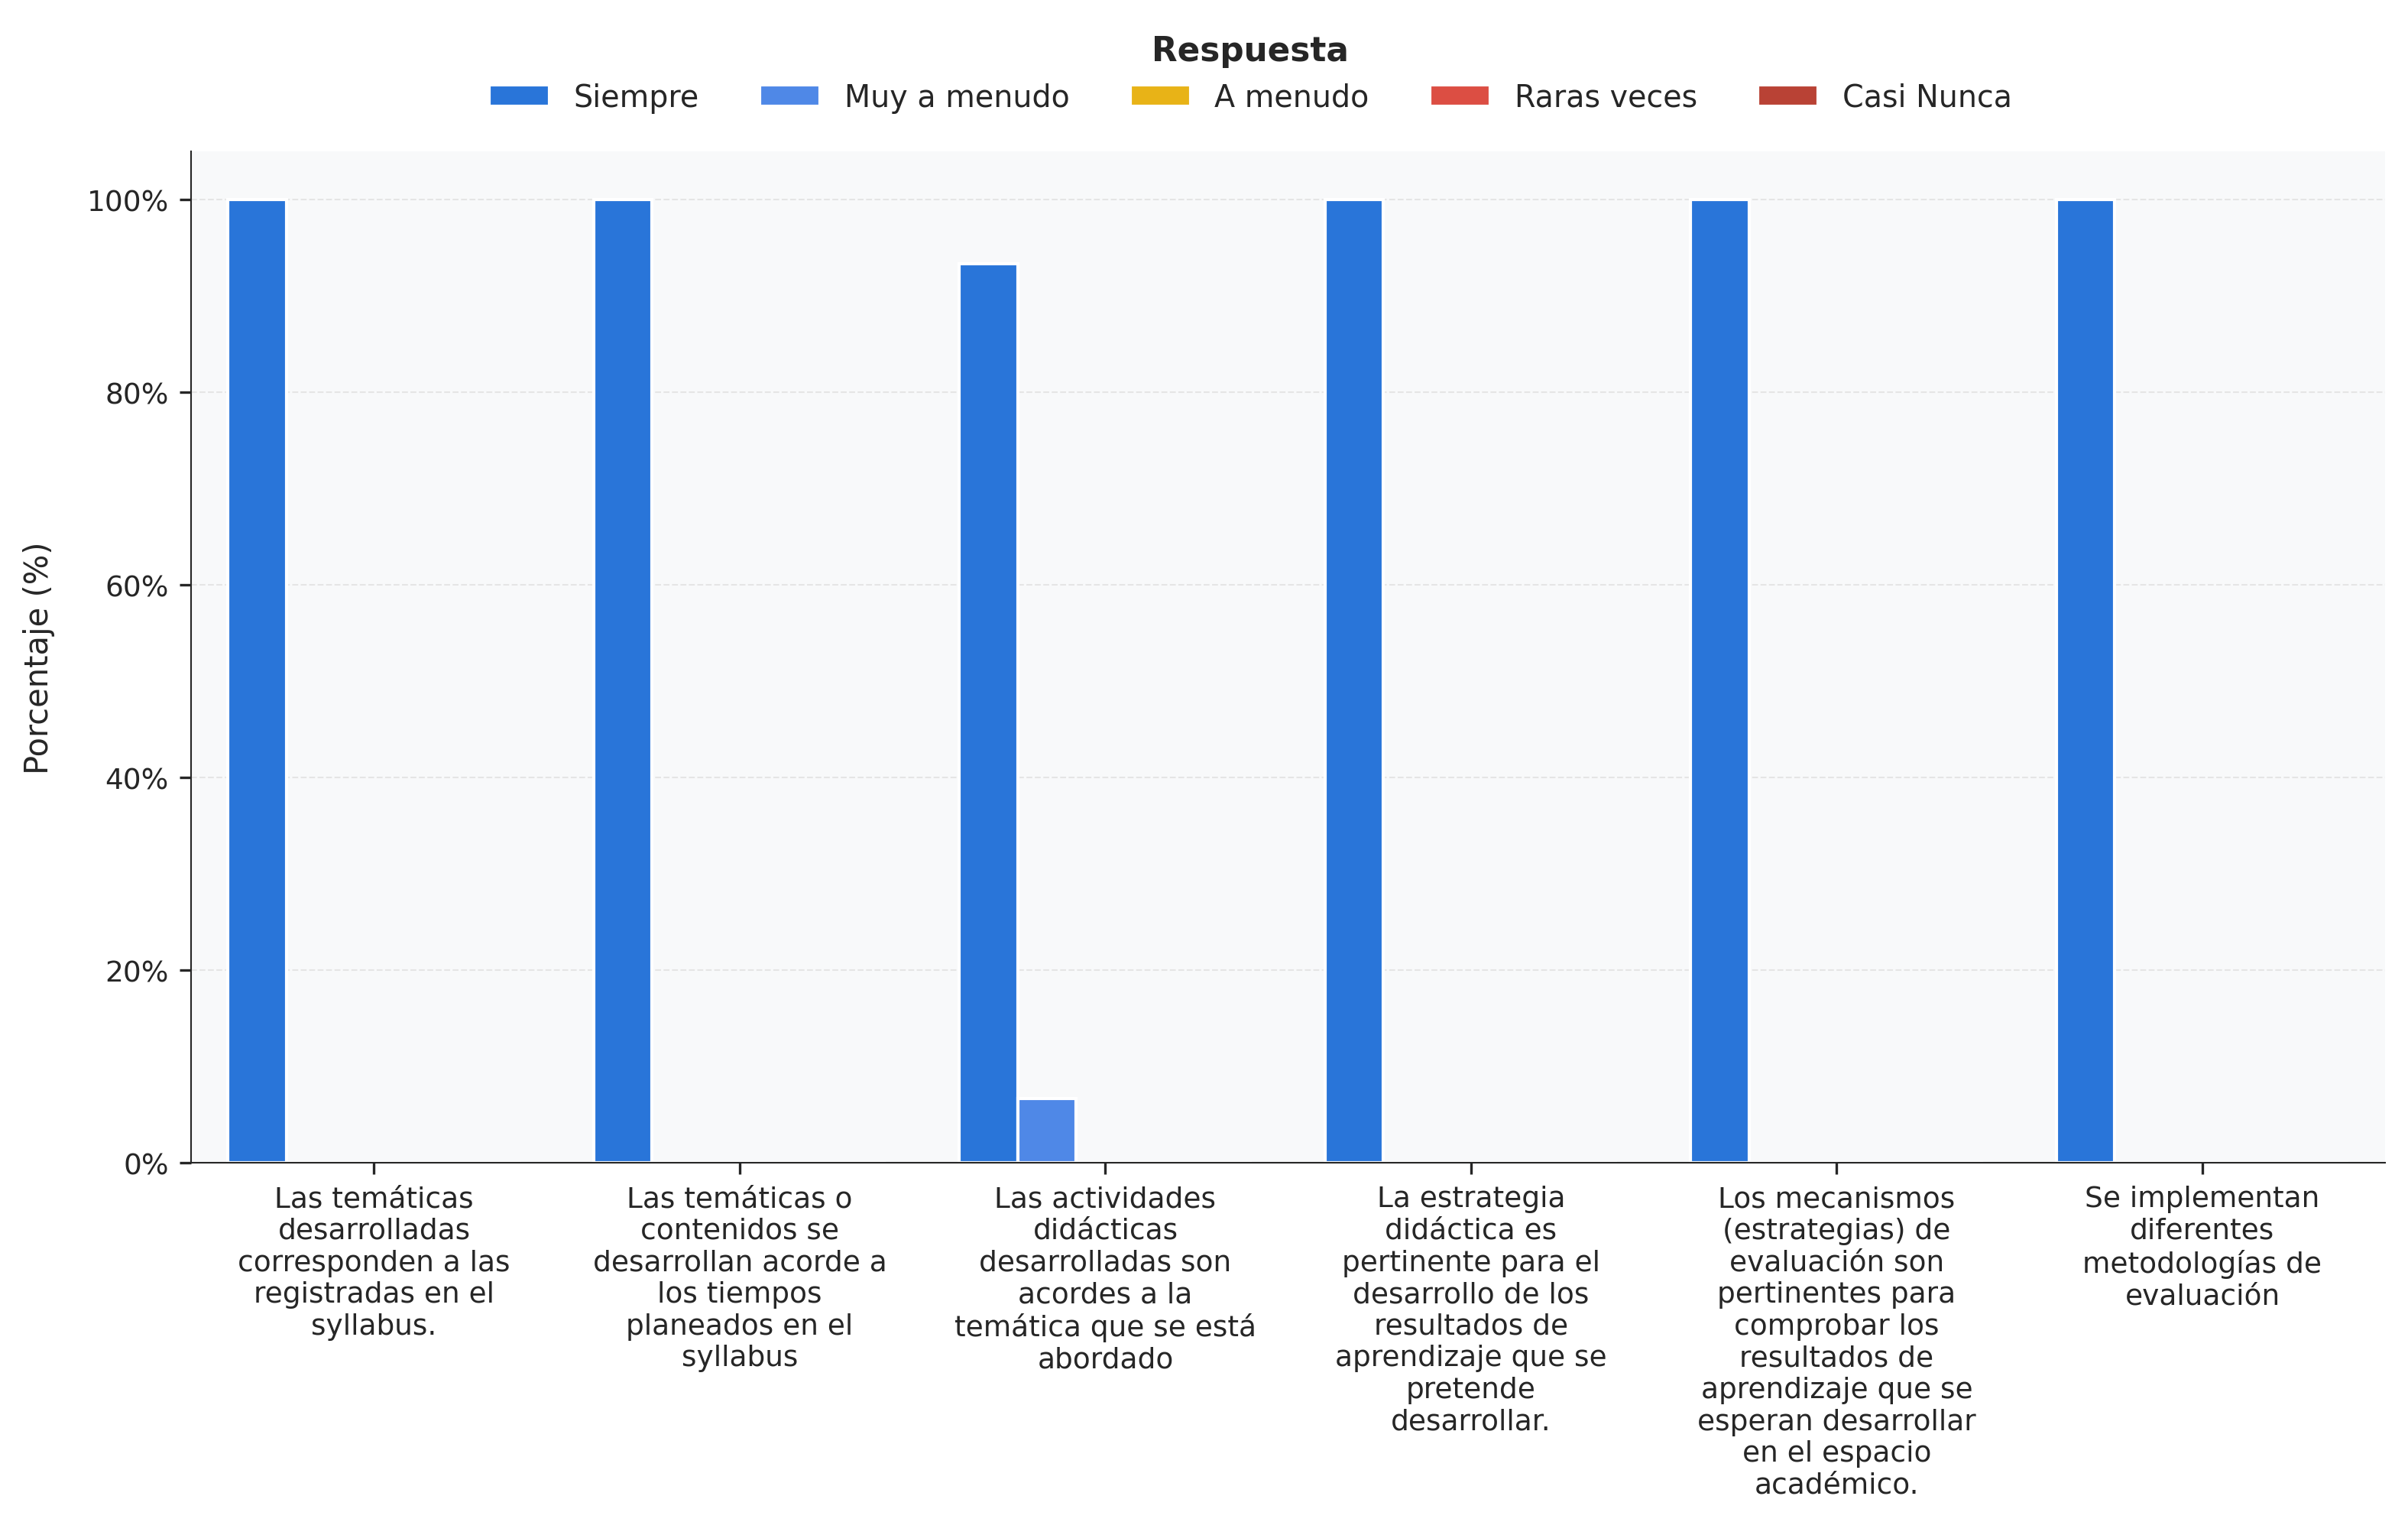 Respuesta
Siempre
Muy a menudo
A menudo
Raras veces
Casi Nunca
Porcentaje (%)
100%
80%
60%
40%
20%
0%
Las temáticas
desarrolladas
corresponden a las
registradas en el
syllabus.
Las temáticas o
contenidos se
desarrollan acorde a
los tiempos
planeados en el
syllabus
Las actividades
didácticas
desarrolladas son
acordes a la
temática que se está
abordado
La estrategia
didáctica es
pertinente para el
desarrollo de los
resultados de
aprendizaje que se
pretende
desarrollar.
Los mecanismos
(estrategias) de
evaluación son
pertinentes para
comprobar los
resultados de
aprendizaje que se
esperan desarrollar
en el espacio
académico.
Se implementan
diferentes
metodologías de
evaluación